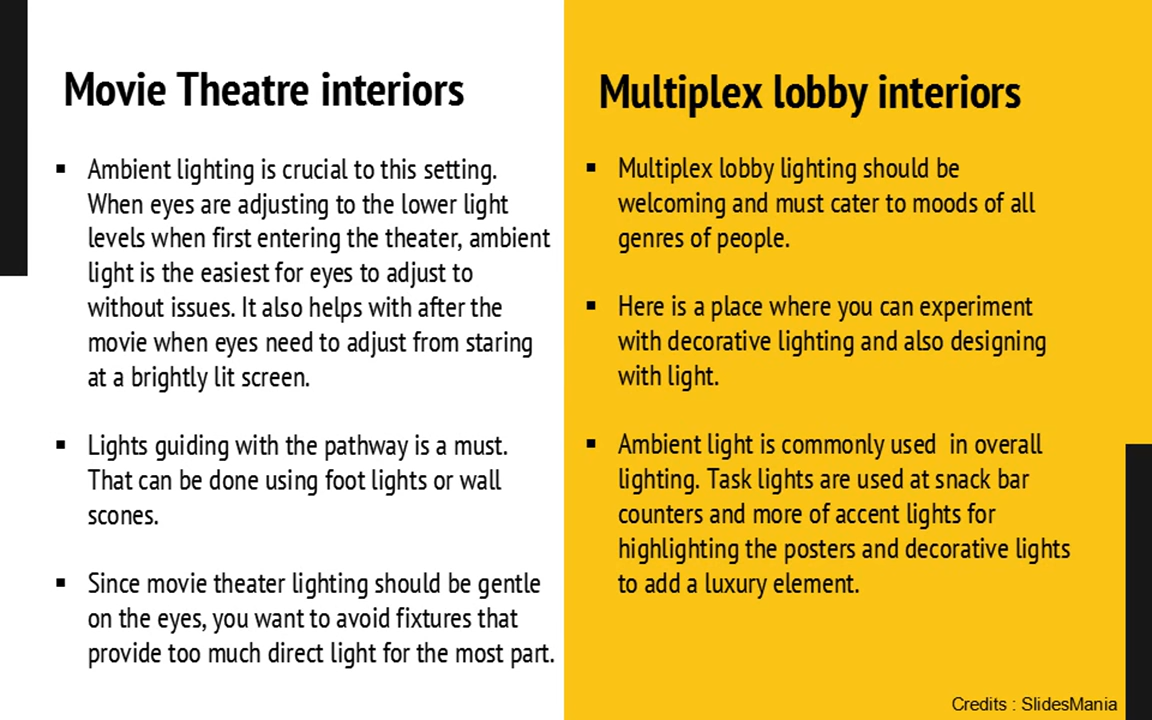 Movie Theatre interiors
▪ Ambient lighting is crucial to this setting.
When eyes are adjusting to the lower light
levels when first entering the theater, ambient
light is the easiest for eyes to adjust to
without issues. It also helps with after the
movie when eyes need to adjust from staring
at a brightly lit screen.
▪ Lights guiding with the pathway is a must.
That can be done using foot lights or wall
scones.
▪ Since movie theater lighting should be gentle
on the eyes, you want to avoid fixtures that
provide too much direct light for the most part.
Multiplex lobby interiors
▪ Multiplex lobby lighting should be
welcoming and must cater to moods of all
genres of people.
▪ Here is a place where you can experiment
with decorative lighting and also designing
with light.
▪ Ambient light is commonly used  in overall
lighting. Task lights are used at snack bar
counters and more of accent lights for
highlighting the posters and decorative lights
to add a luxury element.
Credits : SlidesMania